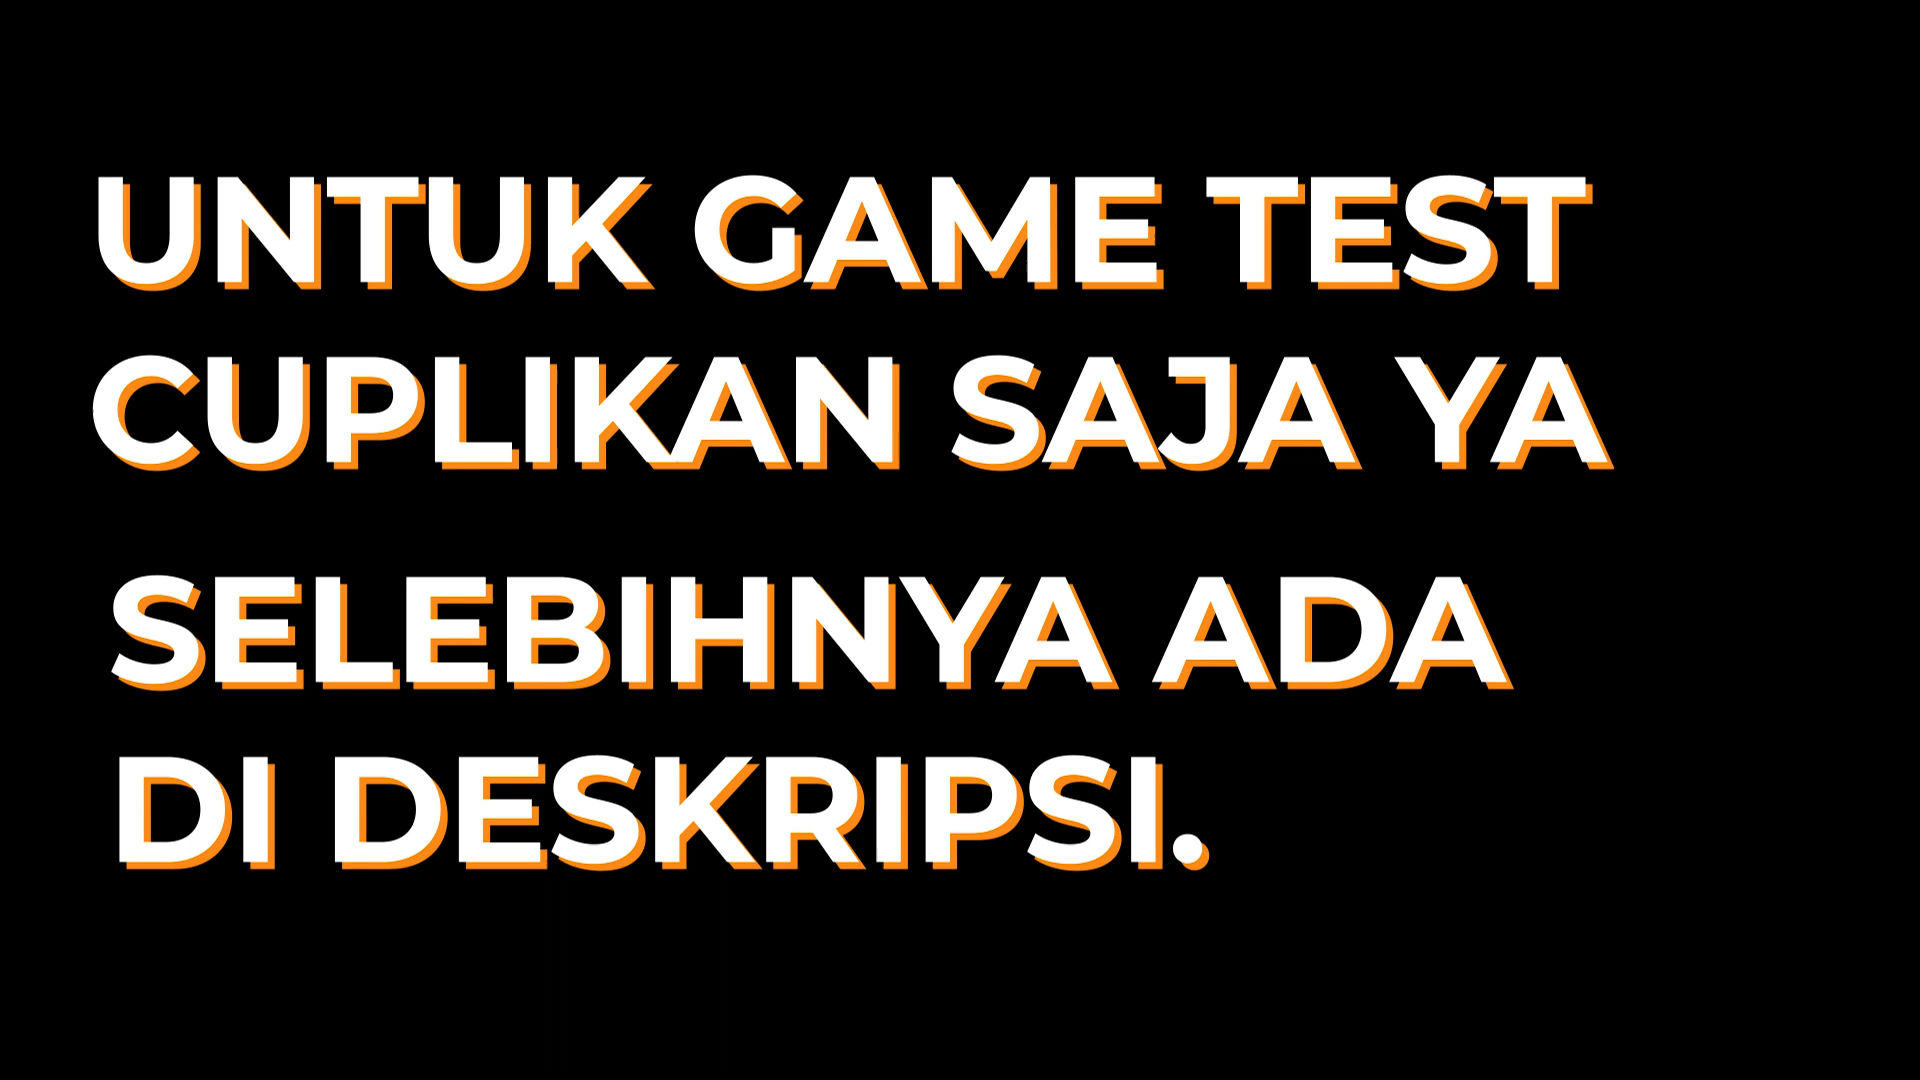 UNTUK GAME TEST
CUPLIKAN SAJA YA
SELEBIHNYA ADA
DI DESKRIPSI.